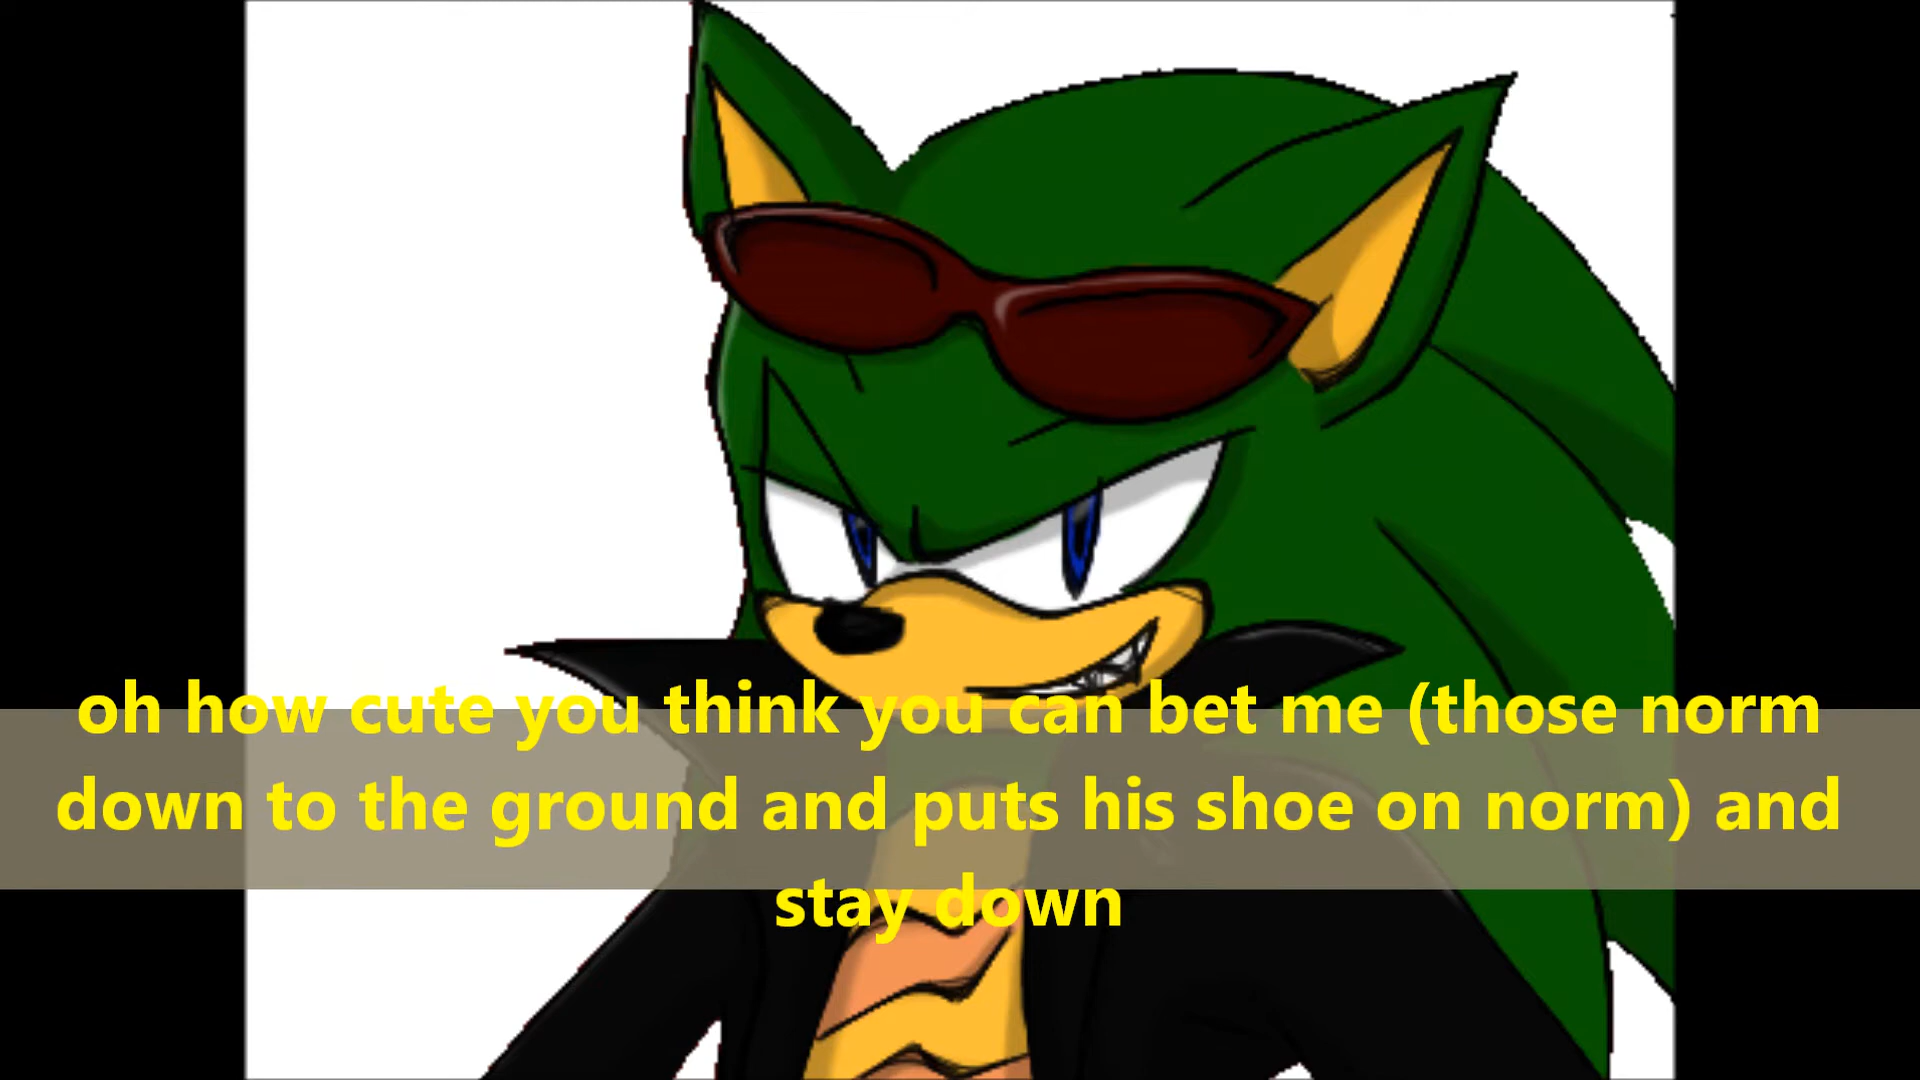 oh how cute you think you can bet me (those norm
down to the ground and puts his shoe on norm) and
stay down